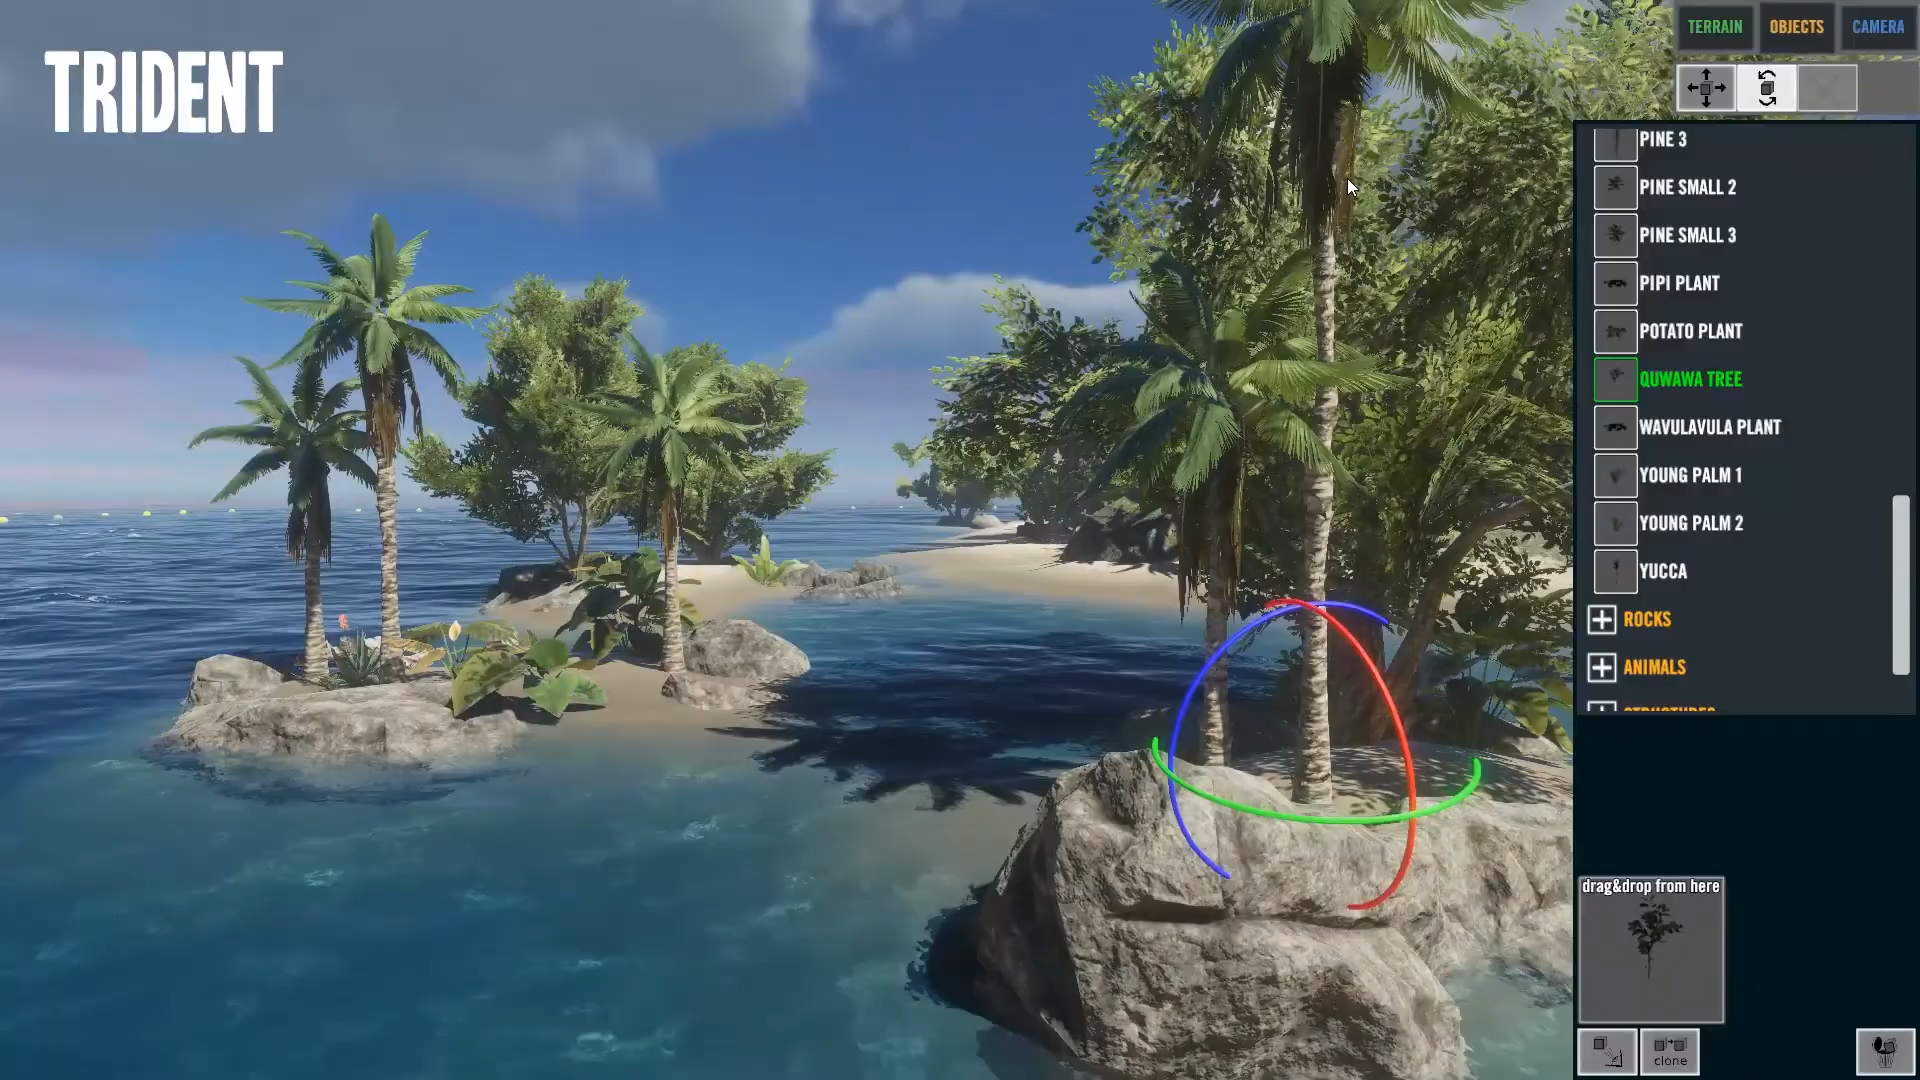 TRIDENT
TERRAIN
OBJECTS
CAMERA
PINE 3
PINE SMALL 2
PINE SMALL 3
PIPI PLANT
POTATO PLANT
QUWAWA TREE
WAVULAVULA PLANT
YOUNG PALM 1
YOUNG PALM 2
YUCCA
ROCKS
ANIMALS
STRUCTURES
drag&drop from here
clone